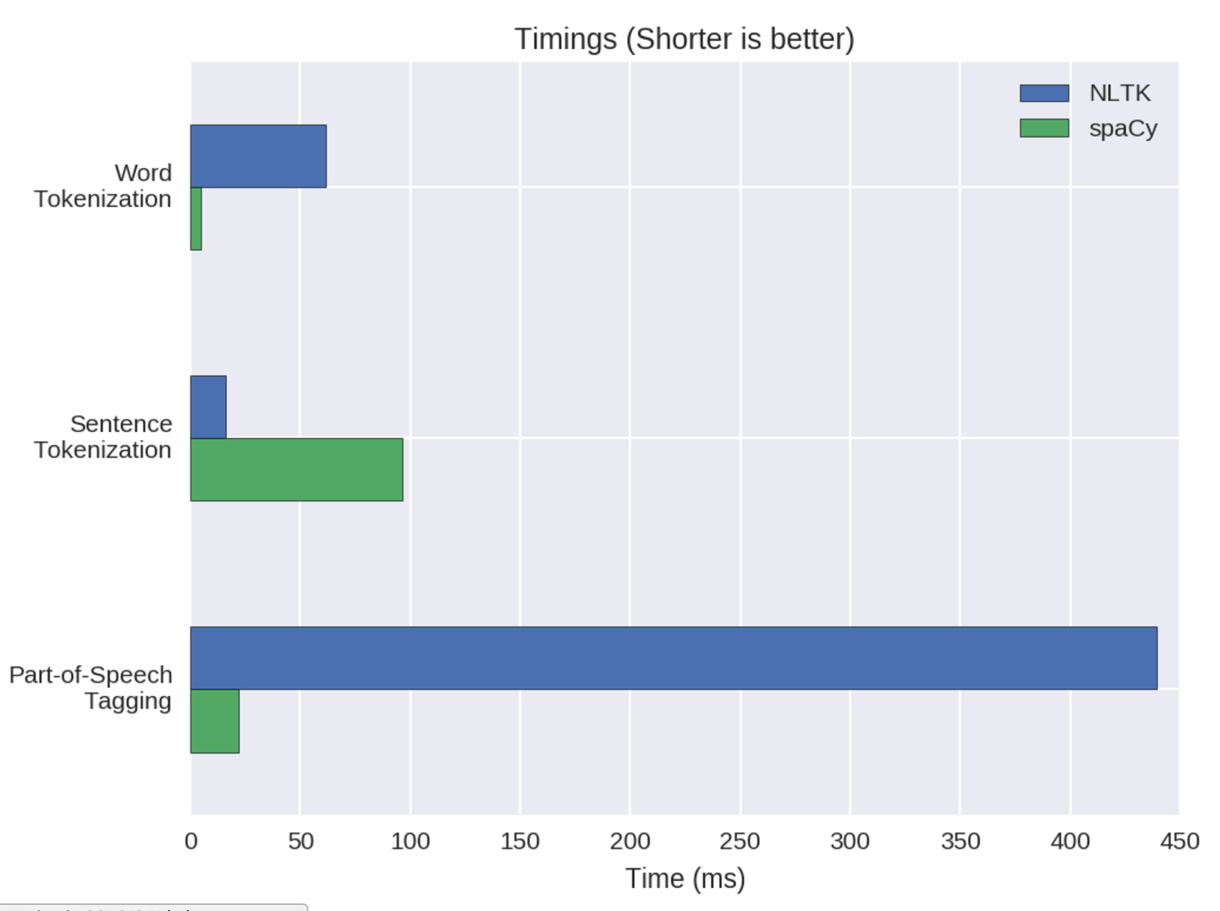 Timings (Shorter is better)
NLTK
spaCy
Word
Tokenization
Sentence
Tokenization
Part-of-Speech
Tagging
0 50 100 150 200 250 300 350 400 450
Time (ms)